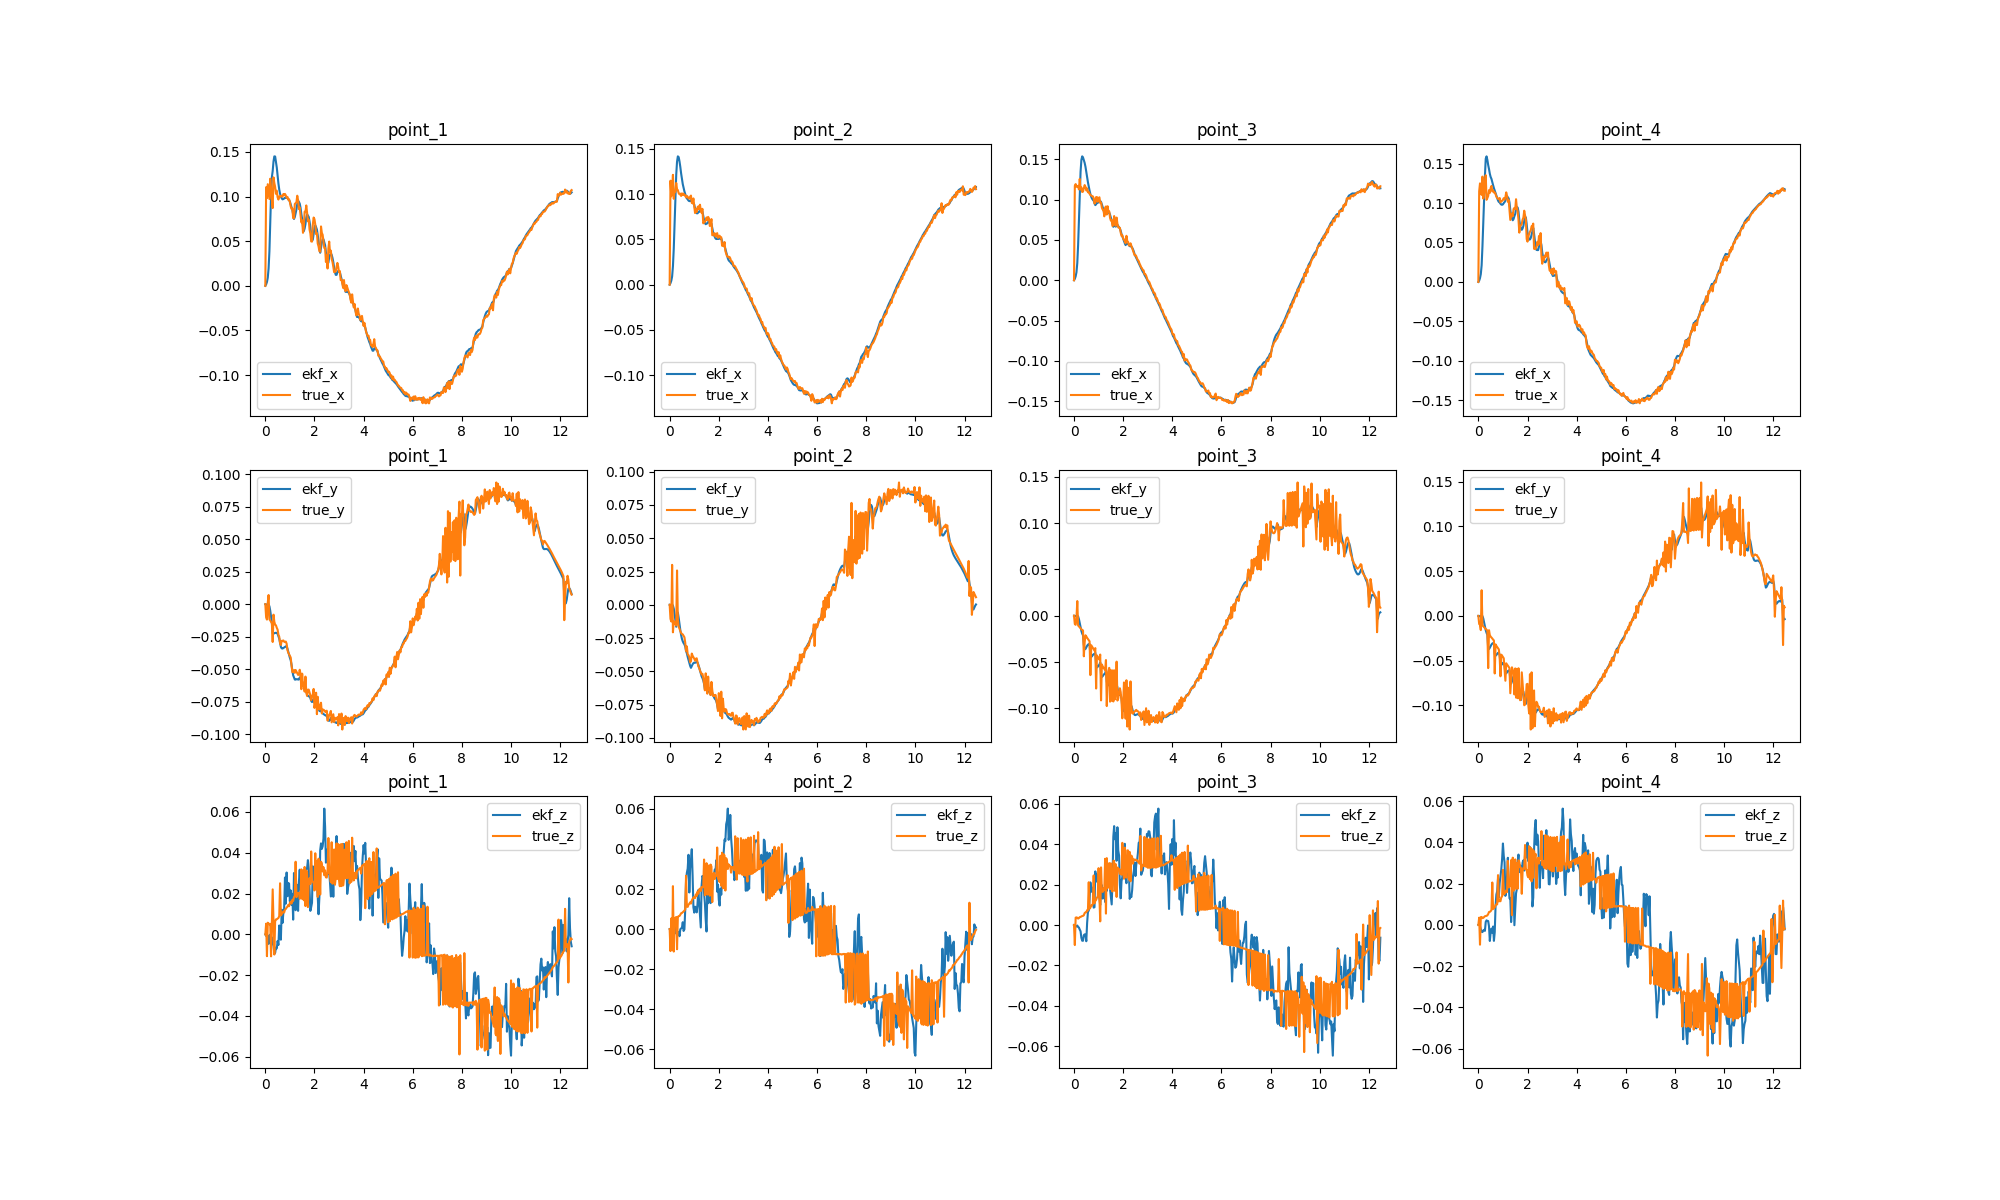 point_1 point_2 point_3 point_4
0.15 0.15 0.15 0.15
0.10 0.10 0.10 0.10
0.05 0.05 0.05 0.05
0.00 0.00 0.00 0.00
−0.05 −0.05 −0.05 −0.05
−0.10 −0.10 −0.10 −0.10
−0.15 −0.15
ekf_x ekf_x ekf_x ekf_x
true_x true_x true_x true_x
0 2 4 6 8 10 12 0 2 4 6 8 10 12 0 2 4 6 8 10 12 0 2 4 6 8 10 12
point_1 point_2 point_3 point_4
ekf_y ekf_y ekf_y ekf_y
true_y true_y true_y true_y
0.100 0.100 0.15 0.15
0.075 0.075 0.10 0.10
0.050 0.050 0.05 0.05
0.025 0.025 0.00 0.00
0.000 0.000 −0.05 −0.05
−0.025 −0.025 −0.10 −0.10
−0.050 −0.050
−0.075 −0.075
−0.100 −0.100
0 2 4 6 8 10 12 0 2 4 6 8 10 12 0 2 4 6 8 10 12 0 2 4 6 8 10 12
point_1 point_2 point_3 point_4
ekf_z ekf_z ekf_z ekf_z
true_z true_z true_z true_z
0.06 0.06 0.06 0.06
0.04 0.04 0.04 0.04
0.02 0.02 0.02 0.02
0.00 0.00 0.00 0.00
−0.02 −0.02 −0.02 −0.02
−0.04 −0.04 −0.04 −0.04
−0.06 −0.06 −0.06 −0.06
0 2 4 6 8 10 12 0 2 4 6 8 10 12 0 2 4 6 8 10 12 0 2 4 6 8 10 12